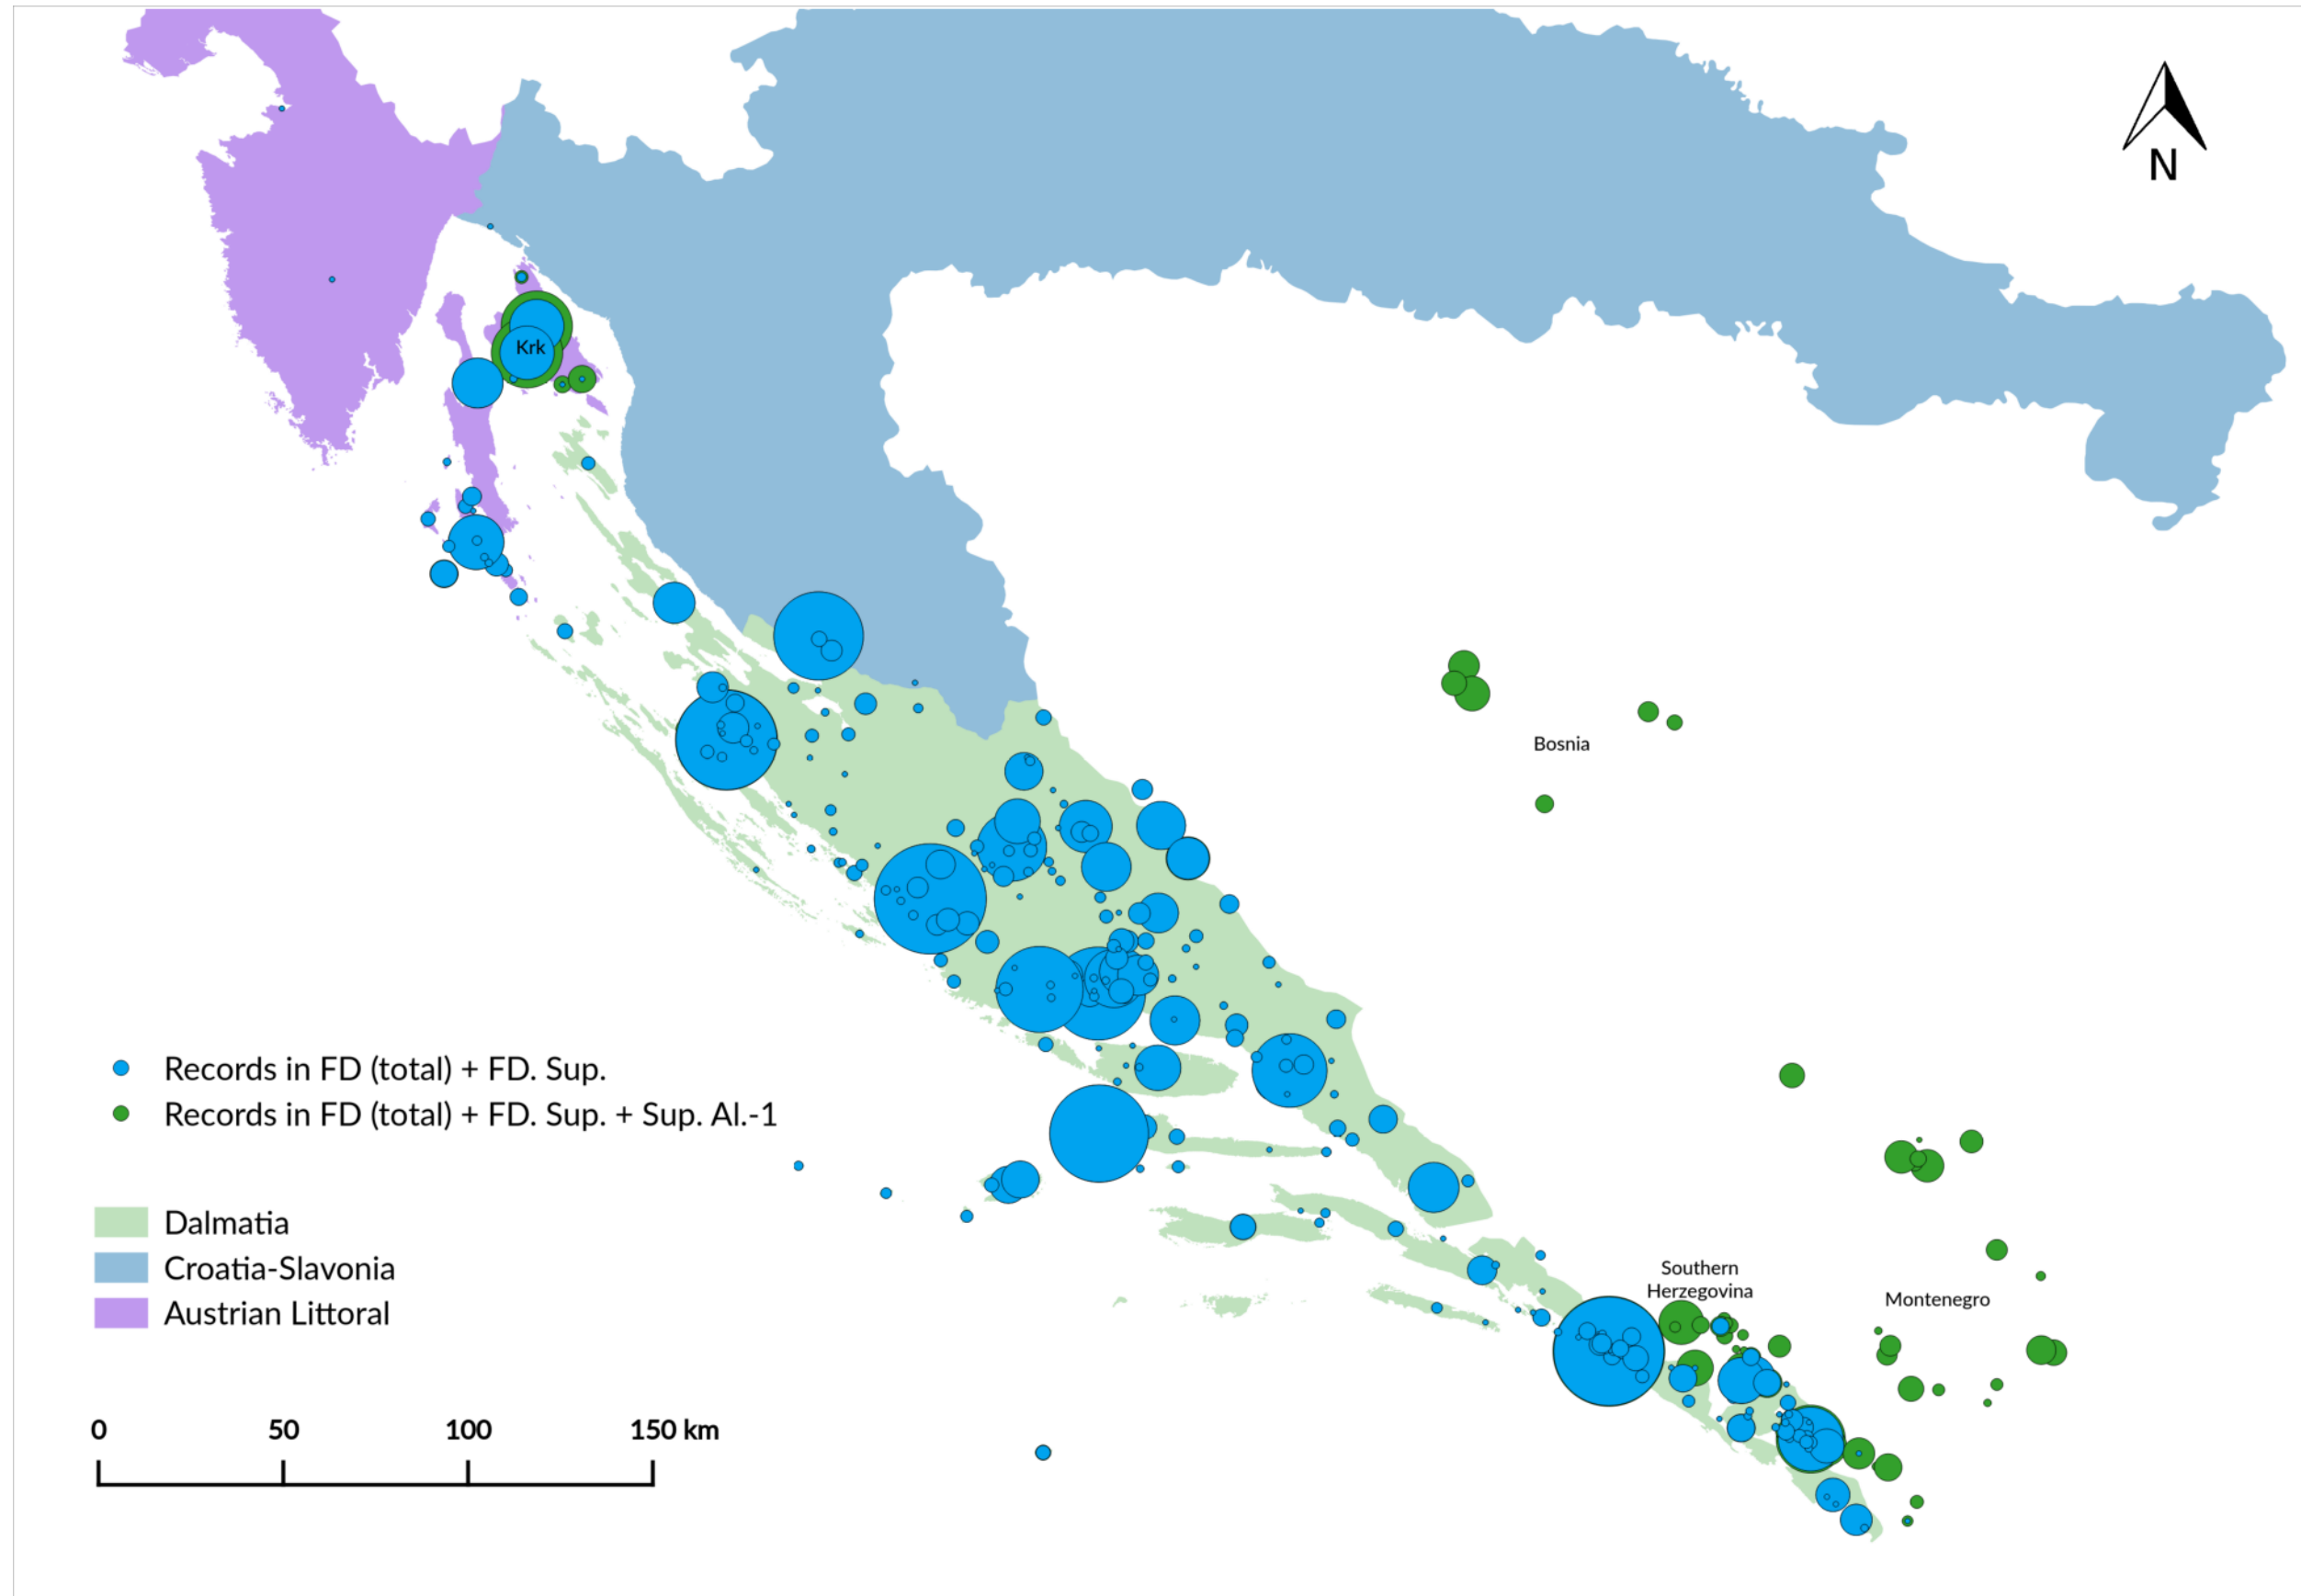 N
Krk
Bosnia
Records in FD (total) + FD. Sup.
Records in FD (total) + FD. Sup. + Sup. Al.-1
Dalmatia
Croatia-Slavonia
Austrian Littoral
Southern
Herzegovina
Montenegro
0 50 100 150 km